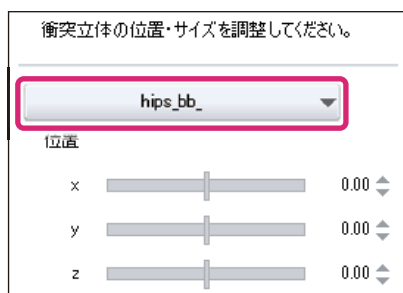 衝突立体の位置・サイズを調整してください。
hips_bb_
位置
x 0.00
y 0.00
z 0.00